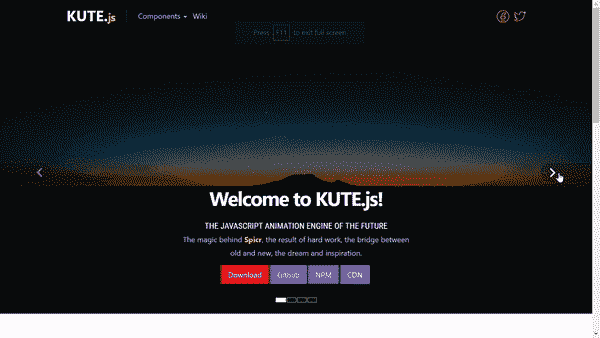 KUTE.js
Components
Wiki
Press F11 to exit full screen
Welcome to KUTE.js!
THE JAVASCRIPT ANIMATION ENGINE OF THE FUTURE
The magic behind Spicr, the result of hard work, the bridge between
old and new, the dream and inspiration.
Download
Github
NPM
CDN